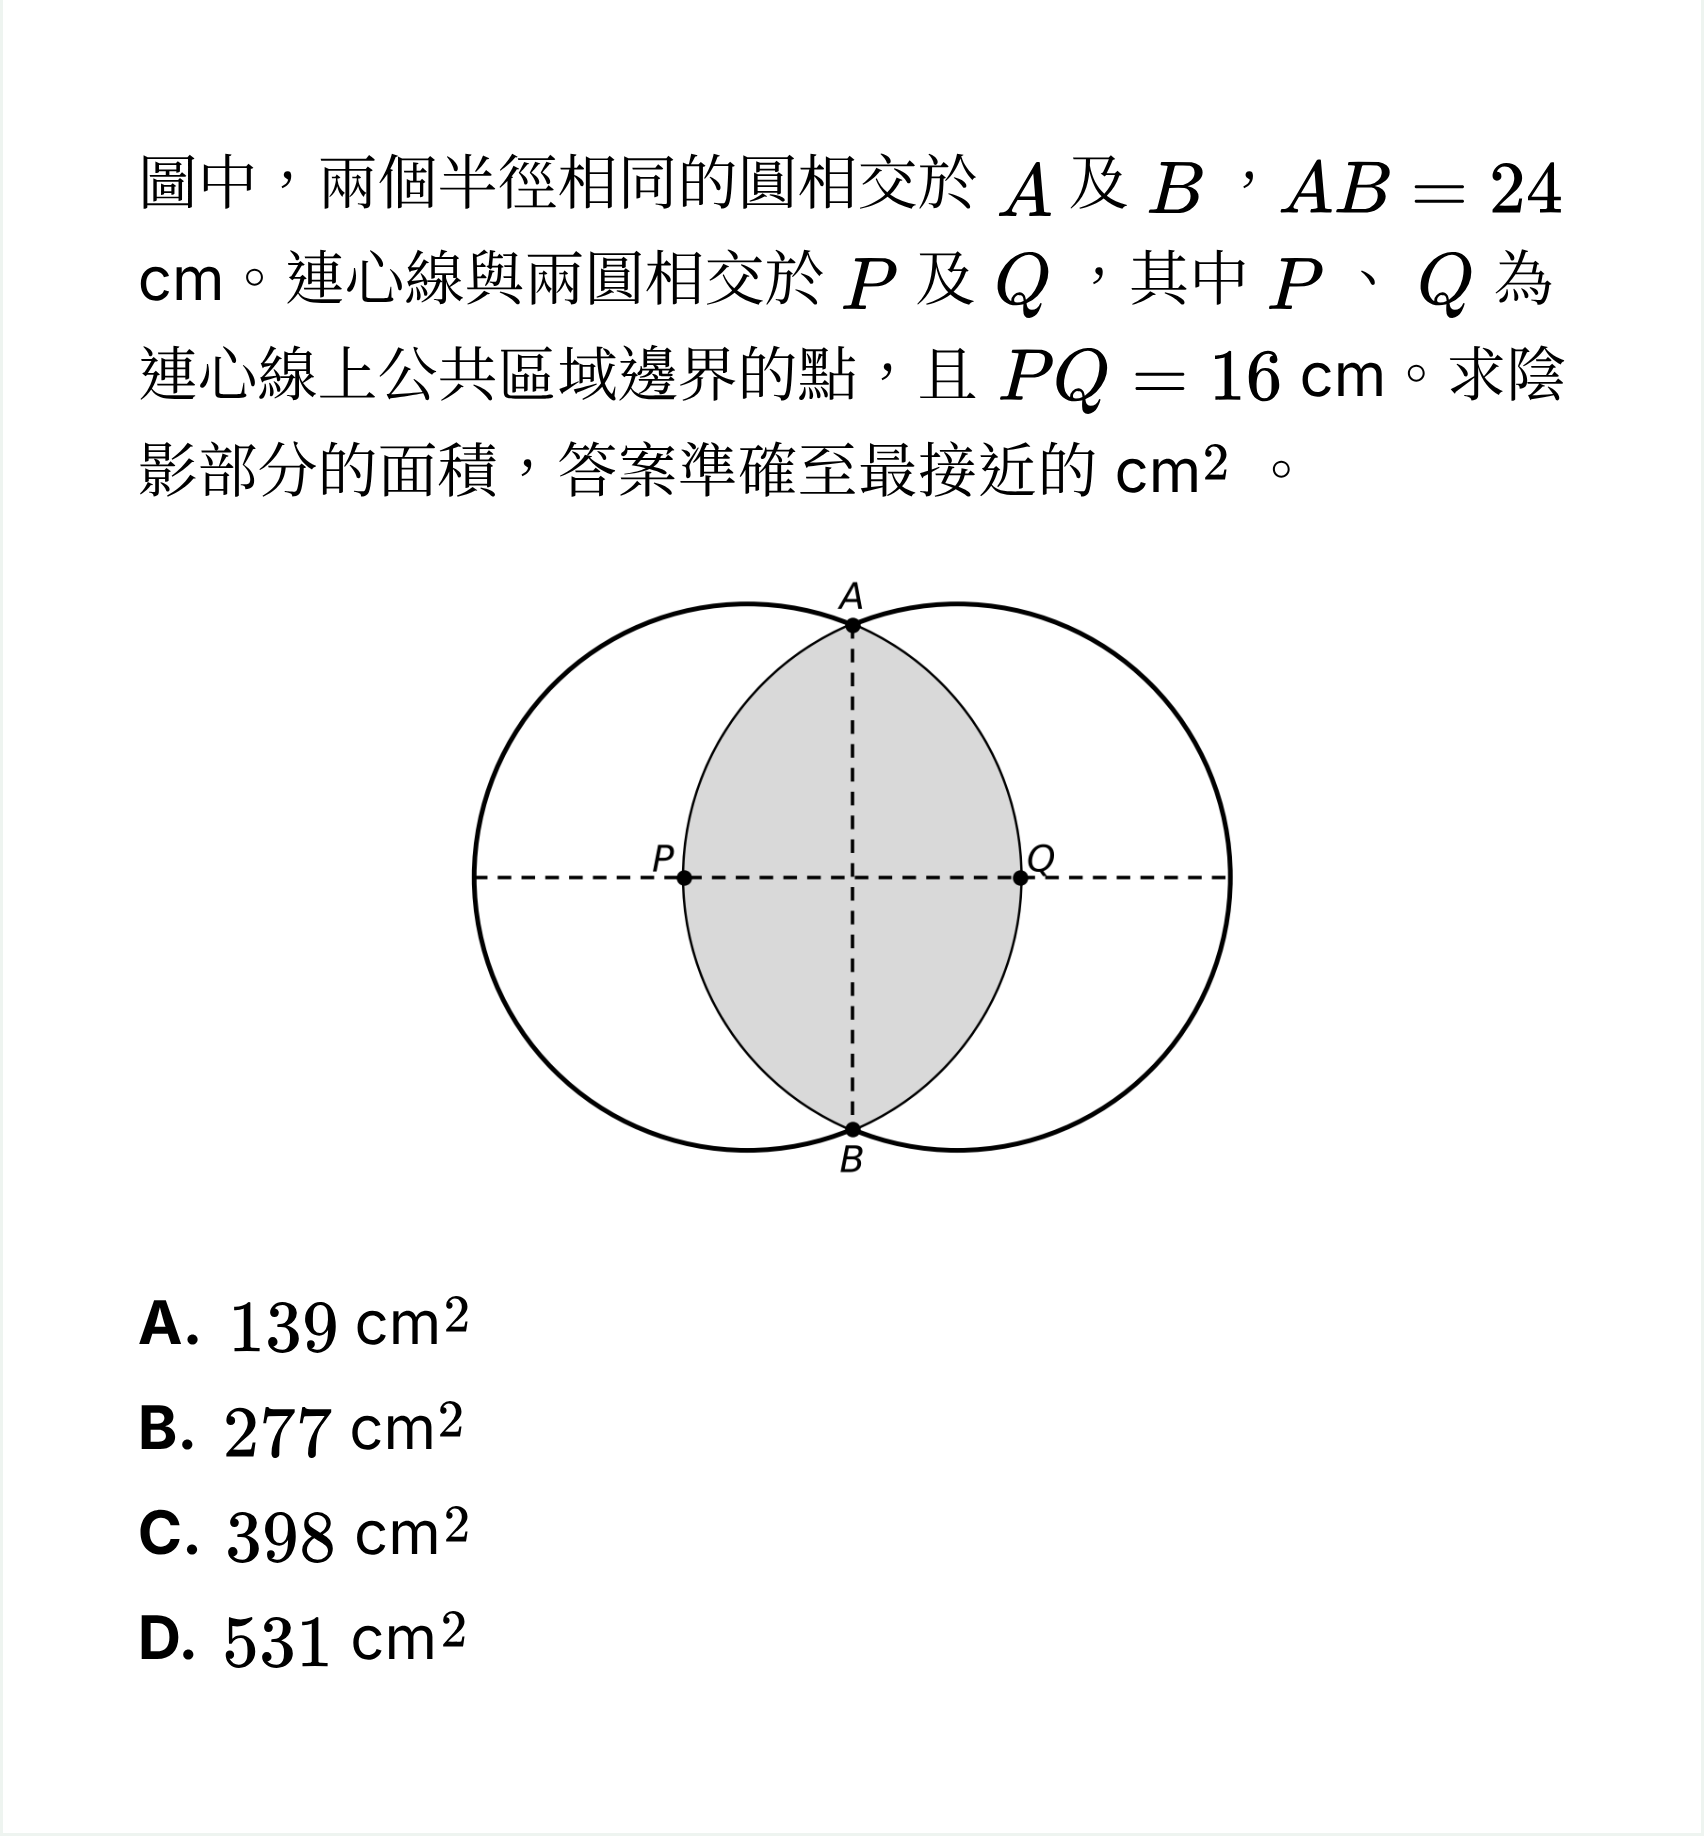 圖中，兩個半徑相同的圓相交於 A 及 B ，AB = 24
cm。連心線與兩圓相交於 P 及 Q ，其中 P 、 Q 為
連心線上公共區域邊界的點，且 PQ = 16 cm。求陰
影部分的面積，答案準確至最接近的 cm² 。
A
P
Q
B
A. 139 cm²
B. 277 cm²
C. 398 cm²
D. 531 cm²